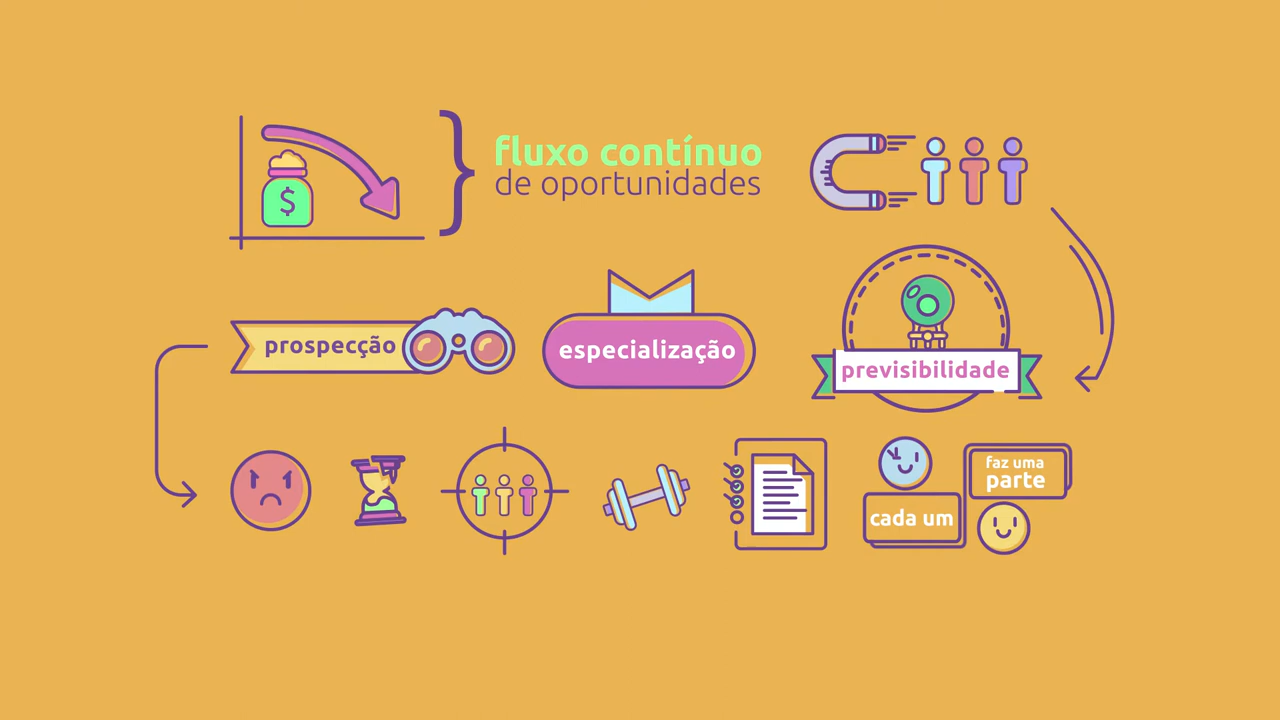 $
fluxo contínuo
de oportunidades
prospecção
especialização
previsibilidade
faz uma
parte
cada um